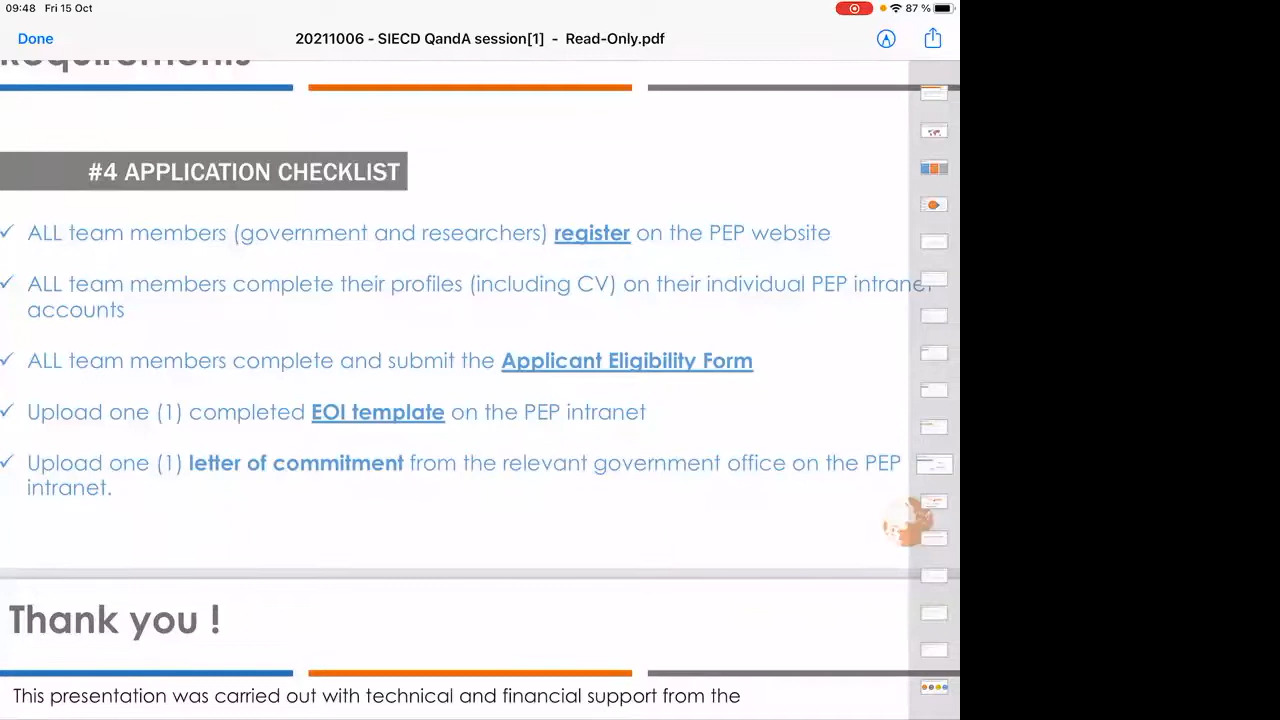 09:48 Fri 15 Oct
87 %
Done
20211006 - SIECD QandA session[1] - Read-Only.pdf
Requirements
#4 APPLICATION CHECKLIST
✓ ALL team members (government and researchers) register on the PEP website
✓ ALL team members complete their profiles (including CV) on their individual PEP intranet
accounts
✓ ALL team members complete and submit the Applicant Eligibility Form
✓ Upload one (1) completed EOI template on the PEP intranet
✓ Upload one (1) letter of commitment from the relevant government office on the PEP
intranet.
Thank you !
This presentation was carried out with technical and financial support from the